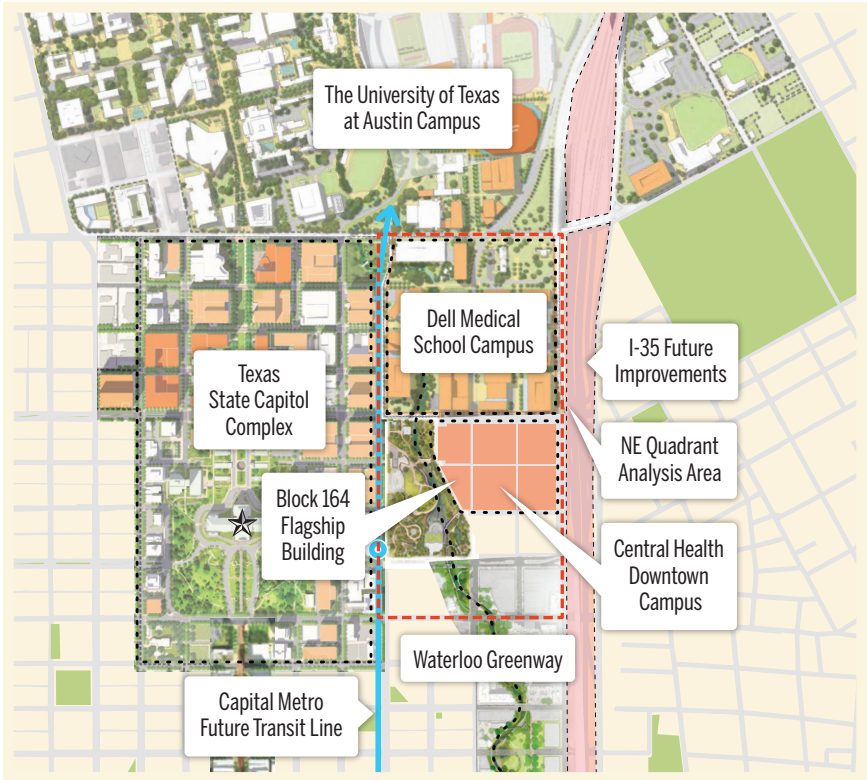 The University of Texas
at Austin Campus
Dell Medical
School Campus
I-35 Future
Improvements
Texas
State Capitol
Complex
NE Quadrant
Analysis Area
Block 164
Flagship
Building
Central Health
Downtown
Campus
Waterloo Greenway
Capital Metro
Future Transit Line